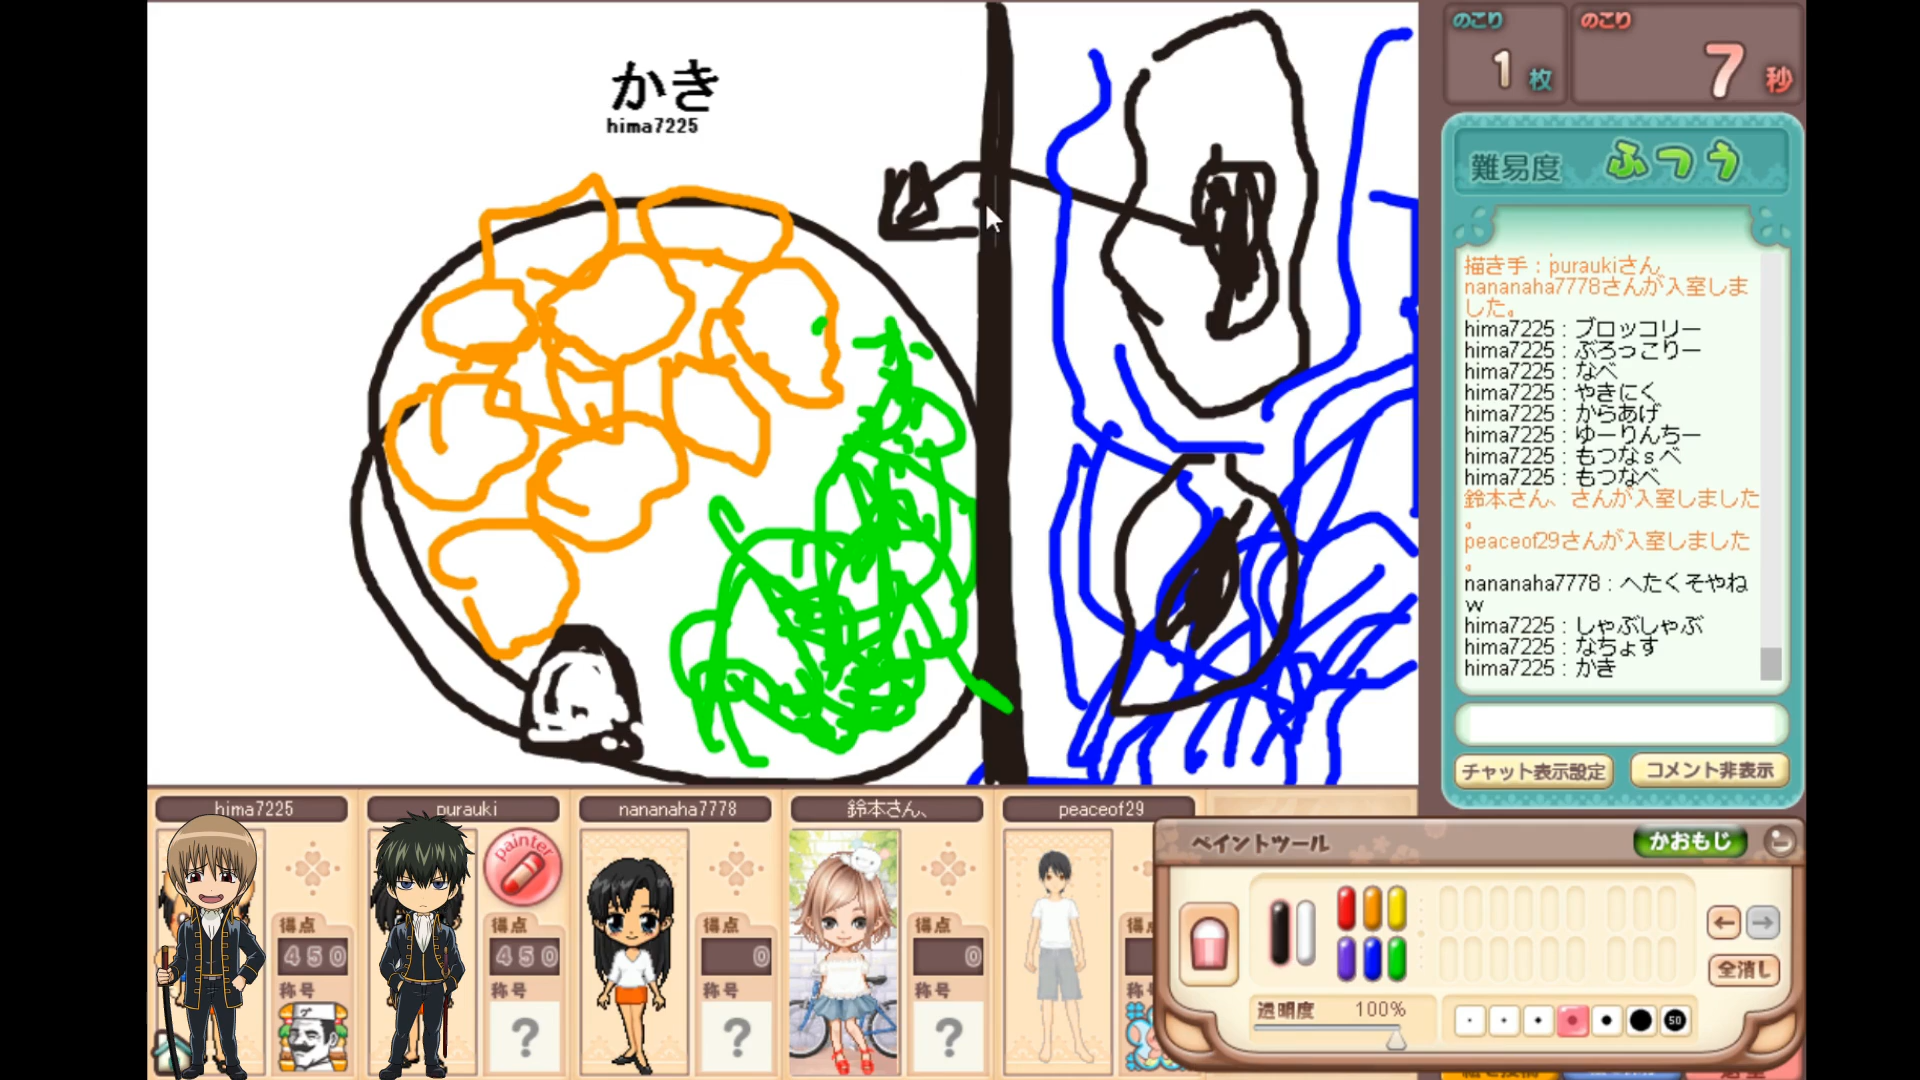 かき
hima7225
のこり
1 枚
のこり
7 秒
難易度 ふつう
描き手：puraukiさん
nananaha7778さんが入室しま
した。
hima7225：ブロッコリー
hima7225：ぶろっこりー
hima7225：なべ
hima7225：やきにく
hima7225：からあげ
hima7225：ゆーりんちー
hima7225：もつなｓべ
hima7225：もつなべ
鈴本さん、さんが入室しました
。
peaceof29さんが入室しました
。
nananaha7778：へたくそやね
ｗ
hima7225：しゃぶしゃぶ
hima7225：なちょす
hima7225：かき
チャット表示設定
コメント非表示
hima7225
purauki
nananaha7778
鈴本さん、
peaceof29
painter
得点
450
称号
得点
450
称号
?
得点
0
称号
?
得点
0
称号
?
ペイントツール
かおもじ
全消し
透明度 100%
50